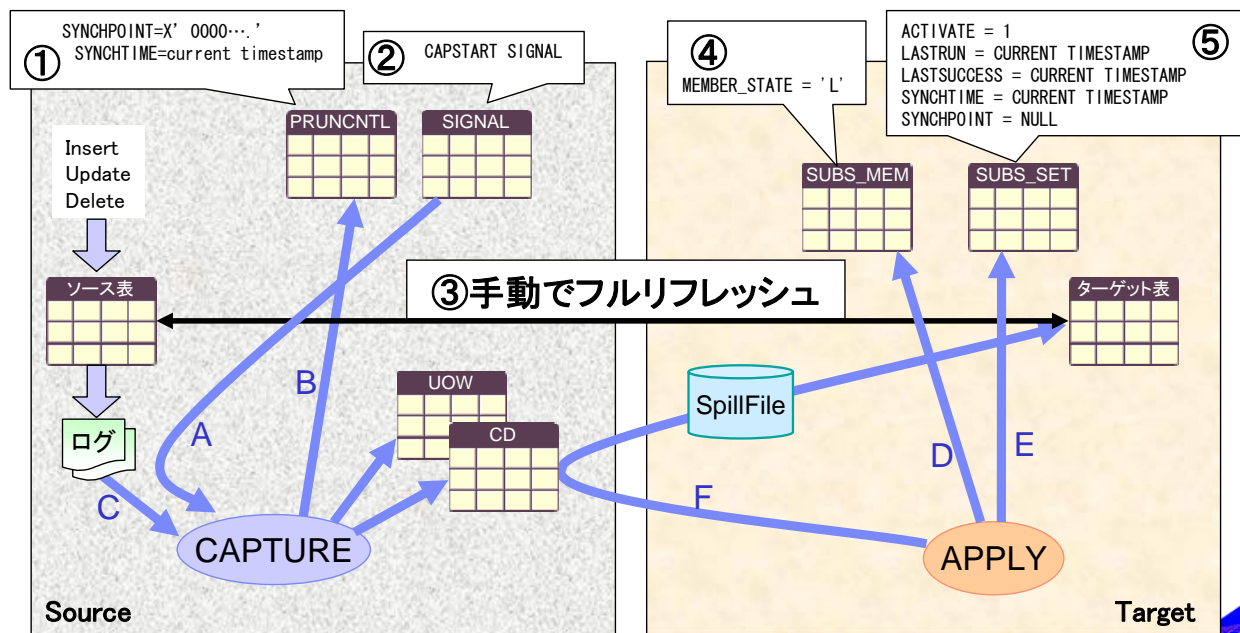 ①
SYNCHPOINT=X' 0000….'
SYNCHTIME=current timestamp
②
CAPSTART SIGNAL
④
MEMBER_STATE = 'L'
⑤
ACTIVATE = 1
LASTRUN = CURRENT TIMESTAMP
LASTSUCCESS = CURRENT TIMESTAMP
SYNCHTIME = CURRENT TIMESTAMP
SYNCHPOINT = NULL
Insert
Update
Delete
PRUNCNTL
SIGNAL
SUBS_MEM
SUBS_SET
ソース表
③手動でフルリフレッシュ
ターゲット表
ログ
A
B
C
UOW
CD
SpillFile
D
E
F
CAPTURE
APPLY
Source
Target